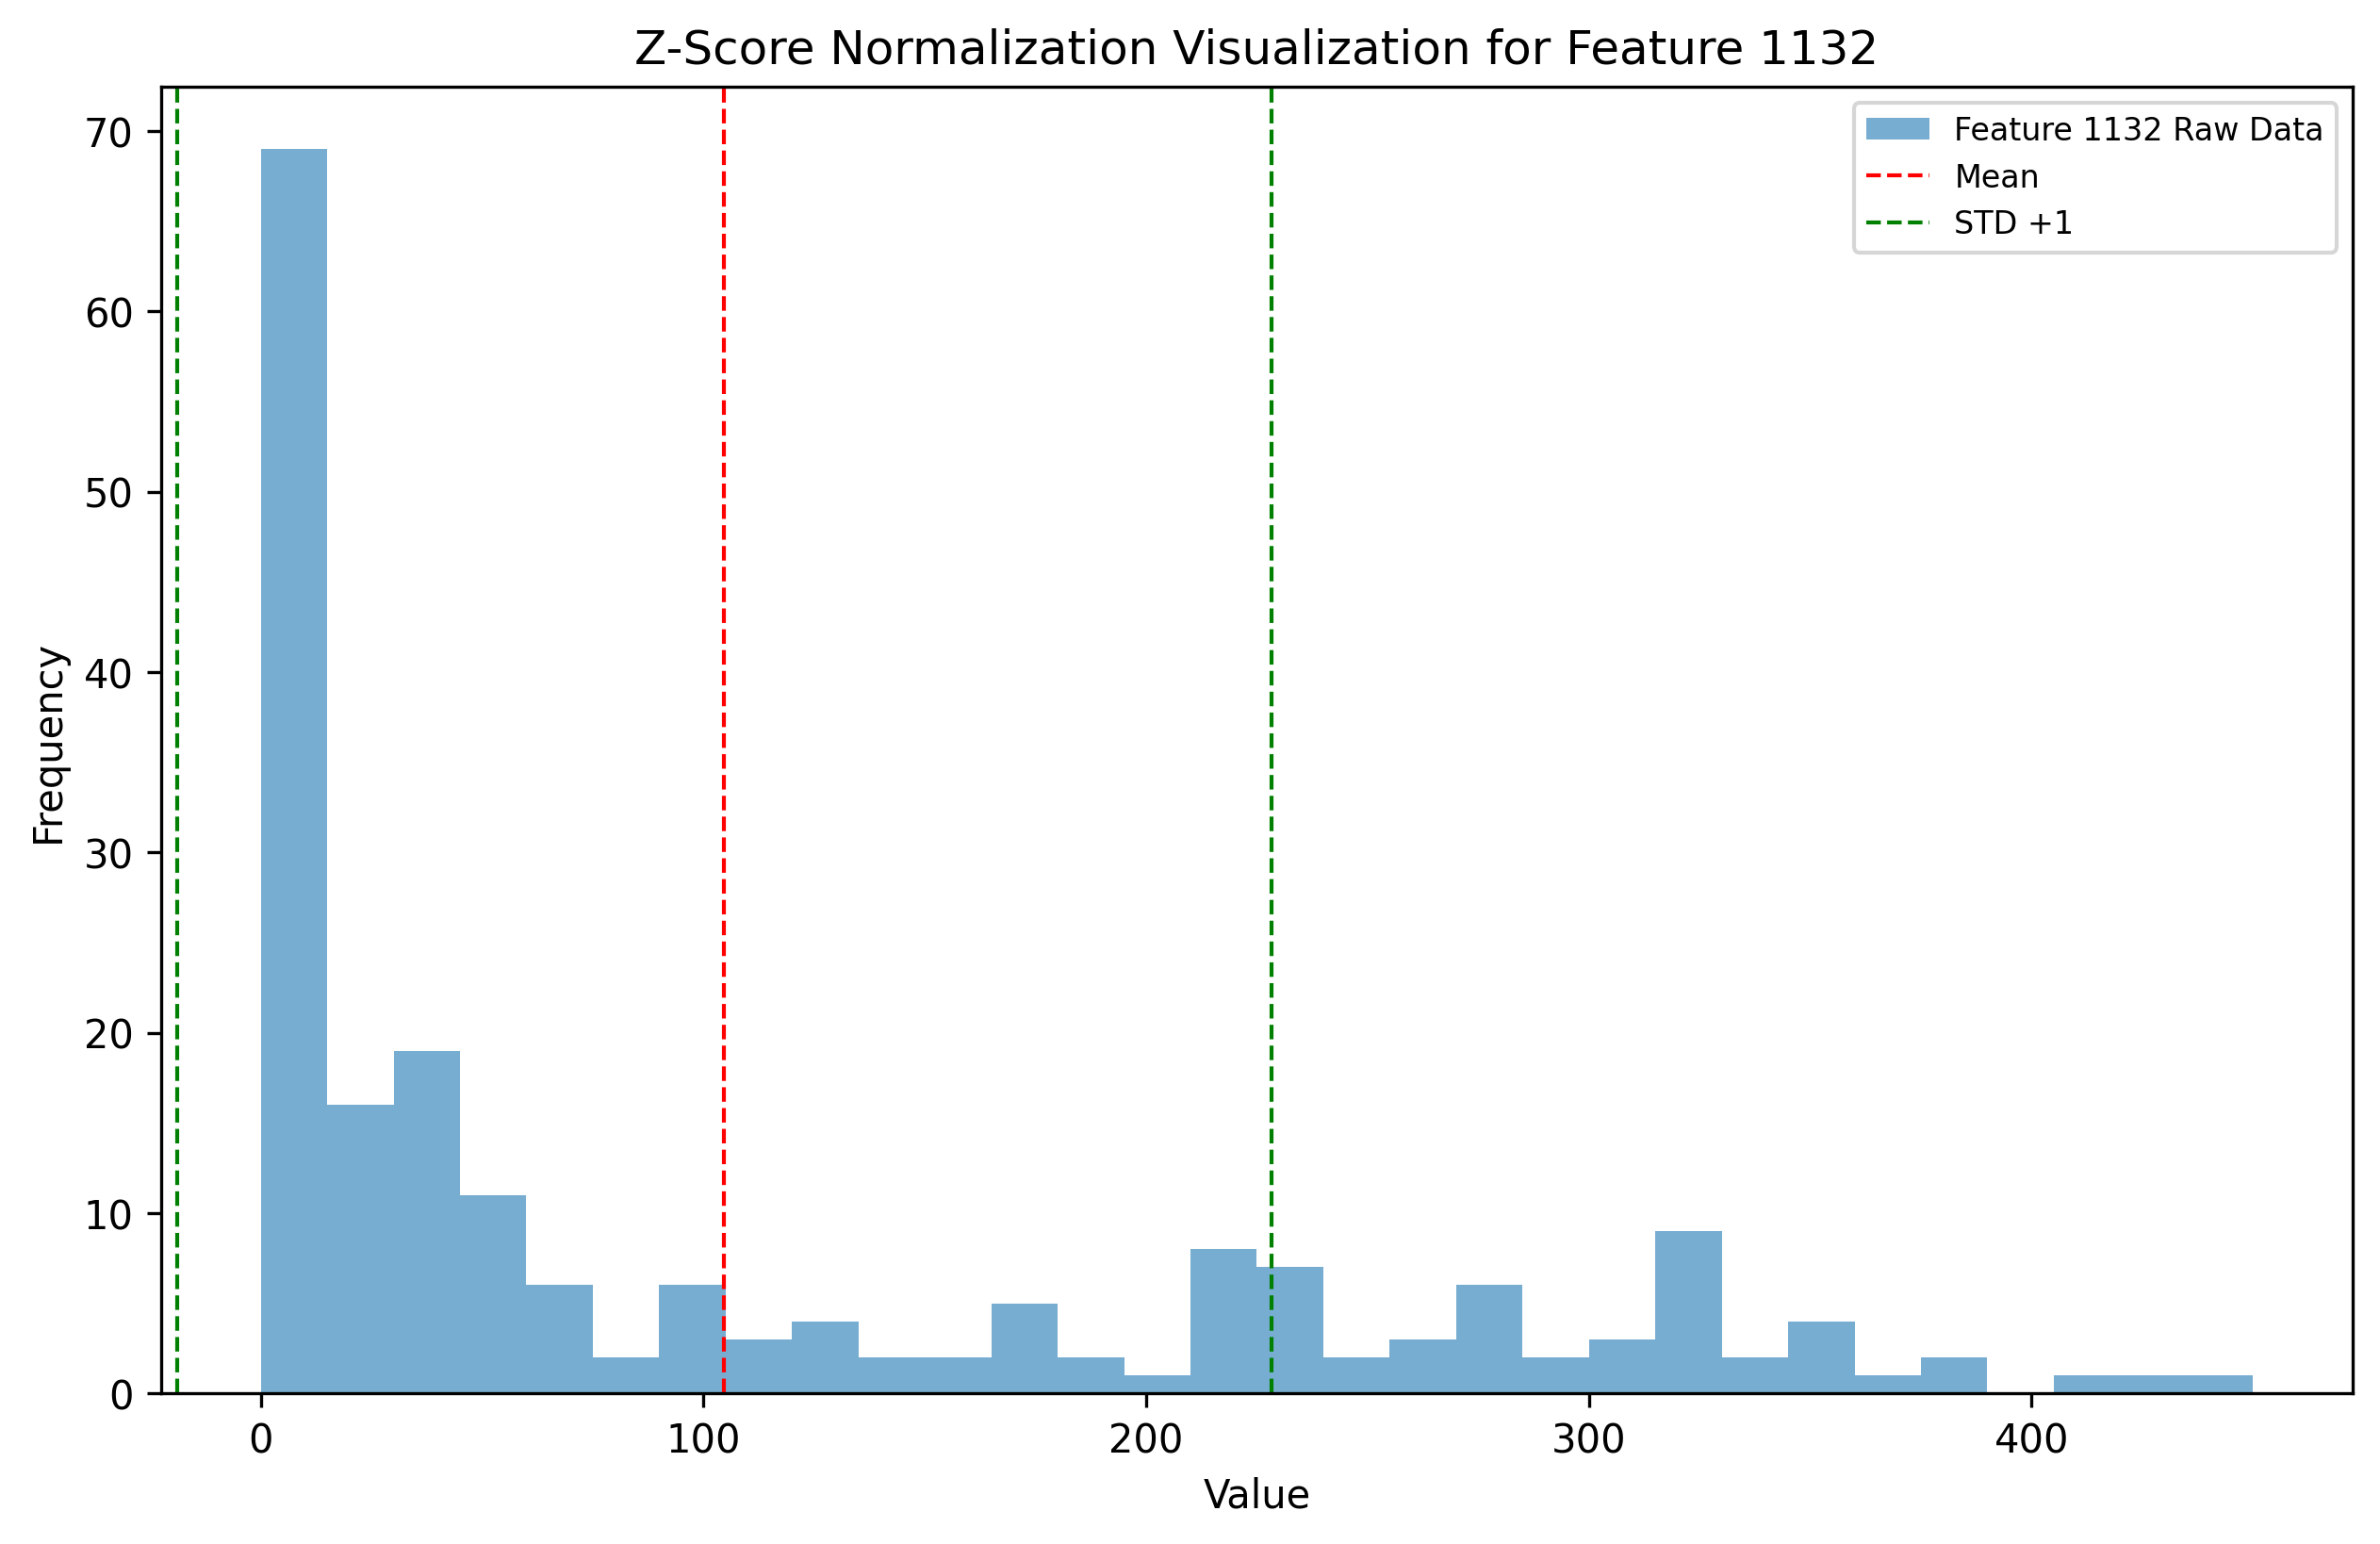 Z-Score Normalization Visualization for Feature 1132
Feature 1132 Raw Data
Mean
STD +1
70
60
50
40
30
20
10
0
Frequency
0 100 200 300 400
Value